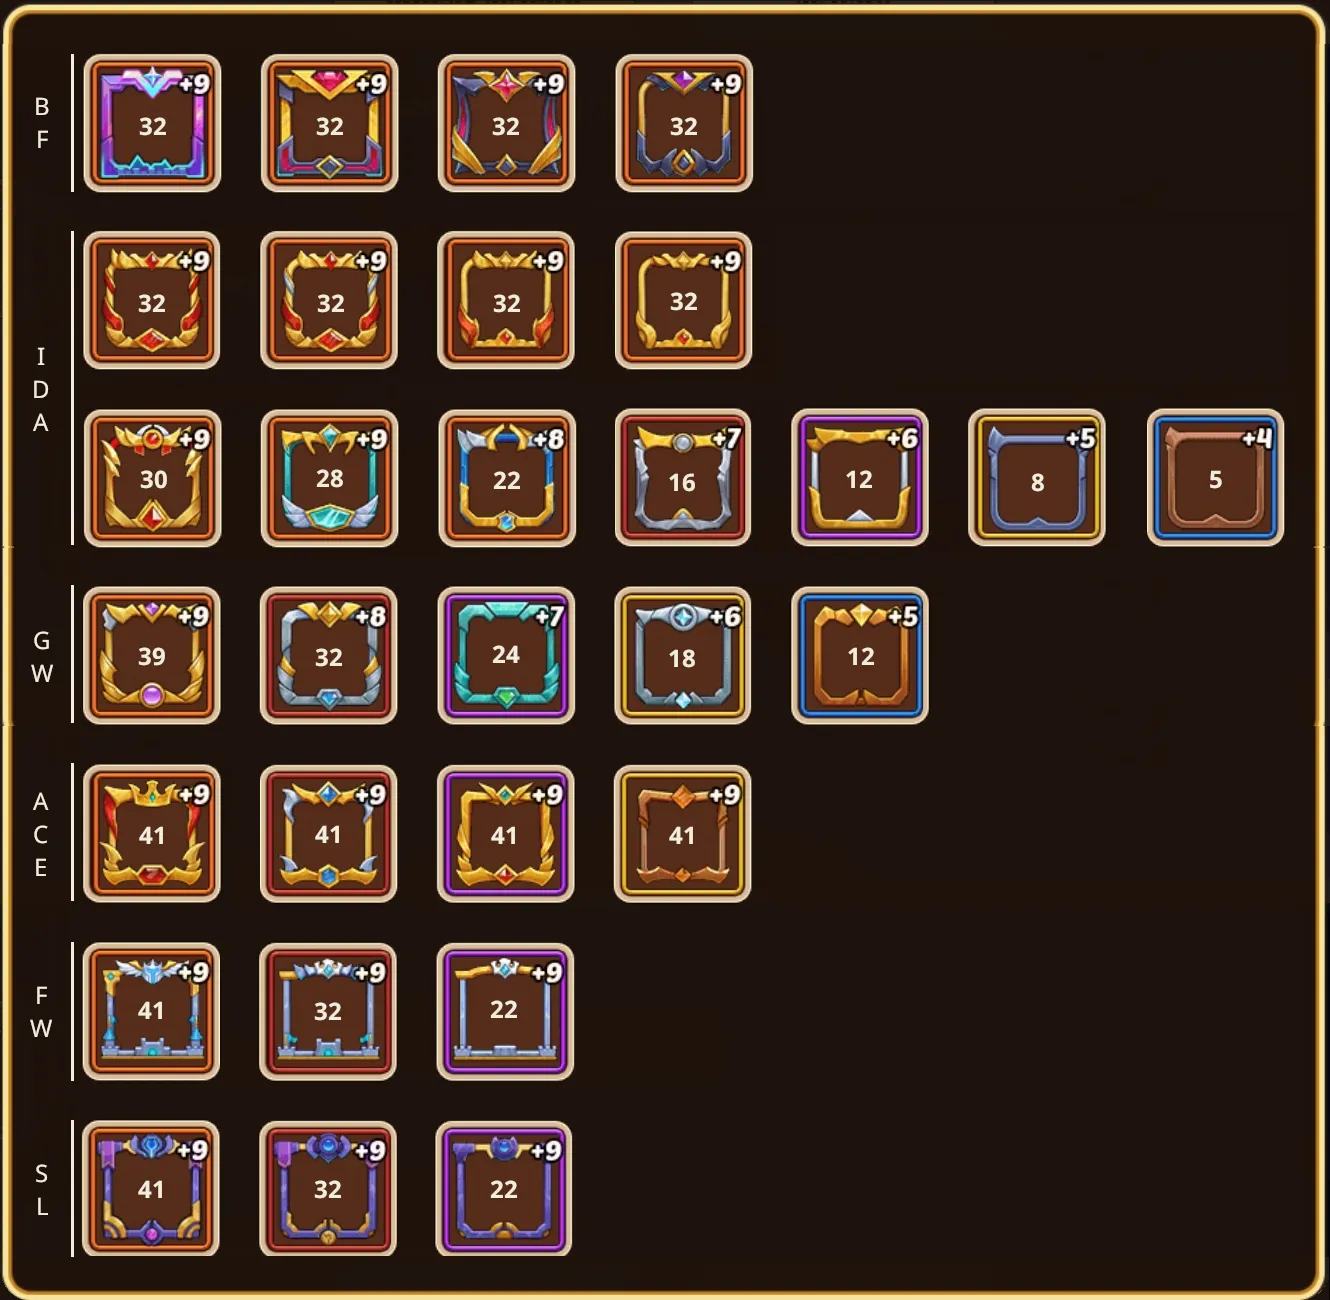 B
F
+9 +9 +9 +9
32 32 32 32
I
D
A
+9 +9 +9 +9
32 32 32 32
+9 +9 +8 +7 +6 +5 +4
30 28 22 16 12 8 5
G
W
+9 +8 +7 +6 +5
39 32 24 18 12
A
C
E
+9 +9 +9 +9
41 41 41 41
F
W
+9 +9 +9
41 32 22
S
L
+9 +9 +9
41 32 22